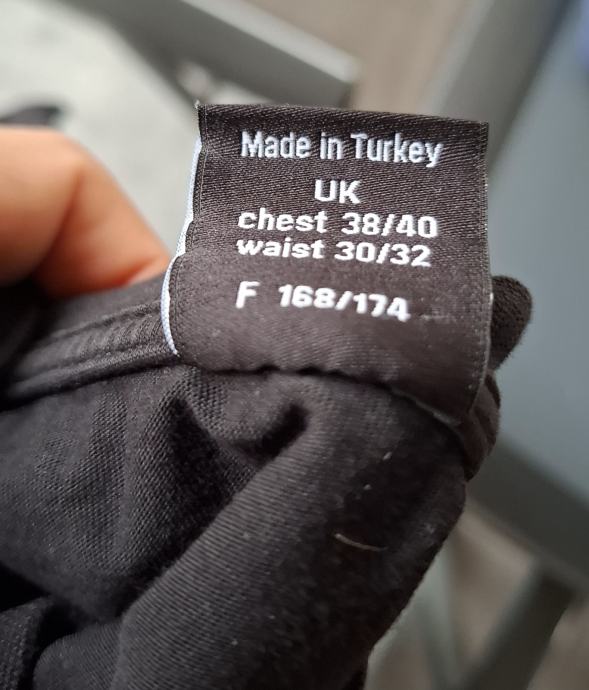 Made in Turkey
UK
chest 38/40
waist 30/32
F 168/174